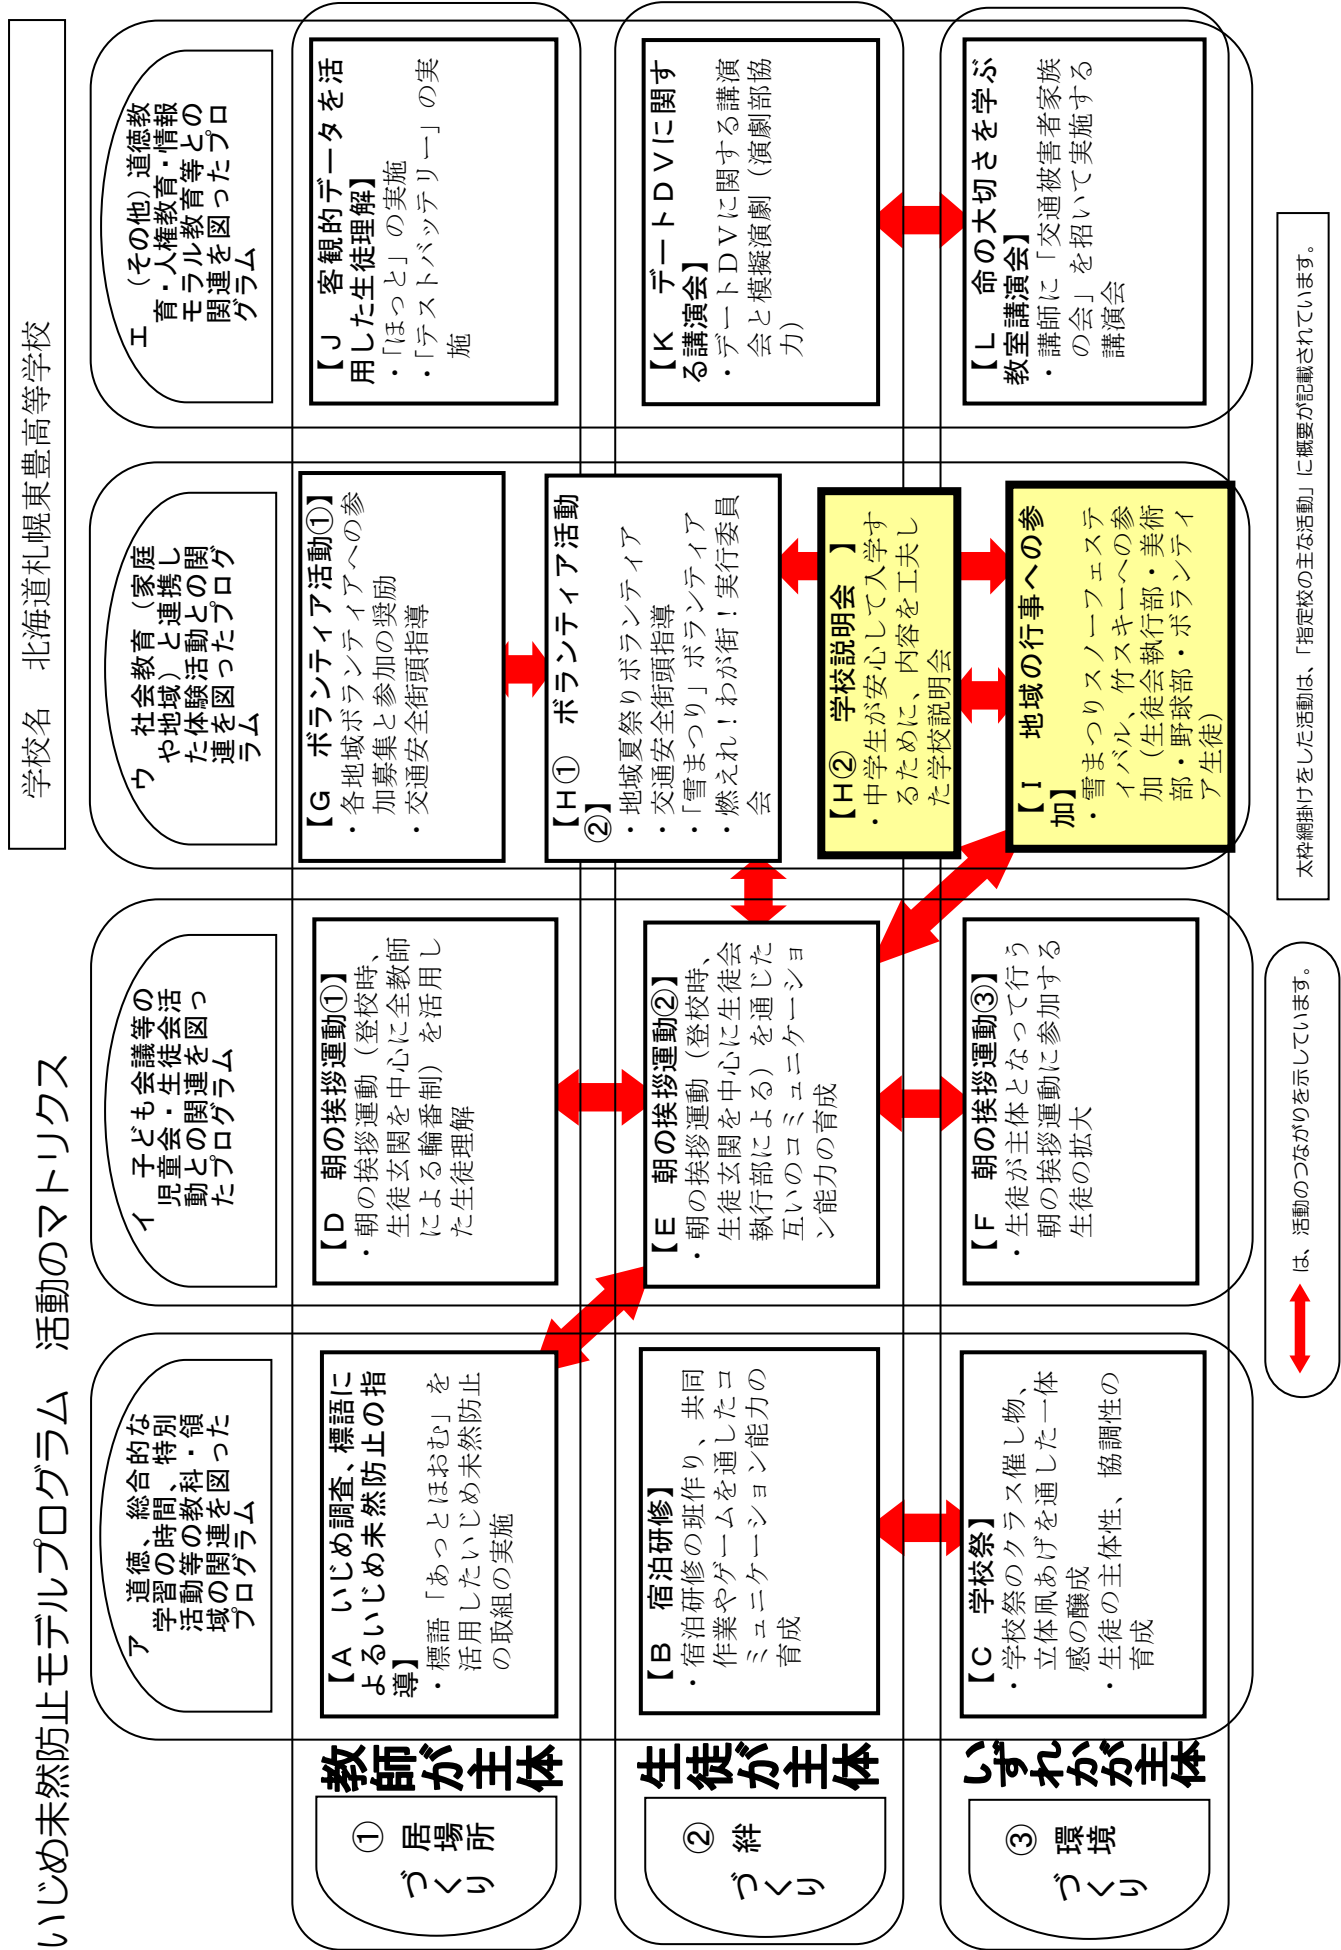 いじめ未然防止モデルプログラム　活動のマトリクス
学校名　北海道札幌東豊高等学校
ア　道徳、総合的な
学習の時間、特別
活動等の教科・領
域の関連を図った
プログラム
イ　子ども会議等の
児童会・生徒会活
動との関連を図っ
たプログラム
ウ　社会教育（家庭
や地域）と連携し
た体験活動との関
連を図ったプログ
ラム
エ　（その他）道徳教
育・人権教育・情報
モラル教育等との
関連を図ったプロ
グラム
① 居場所
づくり
教師が主体
【A　いじめ調査、標語に
よるいじめ未然防止の指
導】
・標語「あっとほおむ」を
活用したいじめ未然防止
の取組の実施
【D　朝の挨拶運動①】
・朝の挨拶運動（登校時、
生徒玄関を中心に全教師
による輪番制）を活用し
た生徒理解
【G　ボランティア活動①】
・各地域ボランティアへの参
加募集と参加の奨励
・交通安全街頭指導
【J　客観的データを活
用した生徒理解】
・「ほっと」の実施
・「テストバッテリー」の実
施
② 絆
づくり
生徒が主体
【B　宿泊研修】
・宿泊研修の班作り、共同
作業やゲームを通したコ
ミュニケーション能力の
育成
【E　朝の挨拶運動②】
・朝の挨拶運動（登校時、
生徒玄関を中心に生徒会
執行部による）を通じた
互いのコミュニケーショ
ン能力の育成
【H①　ボランティア活動
②】
・地域夏祭りボランティア
・交通安全街頭指導
・「雪まつり」ボランティア
・燃えれ！わが街！実行委員
会
【H②　学校説明会　】
・中学生が安心して入学す
るために、内容を工夫し
た学校説明会
【K　デートＤＶに関す
る講演会】
・デートＤＶに関する講演
会と模擬演劇（演劇部協
力）
③ 環境
づくり
いずれかが主体
【C　学校祭】
・学校祭のクラス催し物、
立体凧あげを通した一体
感の醸成
・生徒の主体性、協調性の
育成
【F　朝の挨拶運動③】
・生徒が主体となって行う
朝の挨拶運動に参加する
生徒の拡大
【I　地域の行事への参
加】
・雪まつりスノーフェステ
ィバル、竹スキーへの参
加（生徒会執行部・美術
部・野球部・ボランティ
ア生徒）
【L　命の大切さを学ぶ
教室講演会】
・講師に「交通被害者家族
の会」を招いて実施する
講演会
は、活動のつながりを示しています。
太枠網掛けをした活動は、「指定校の主な活動」に概要が記載されています。